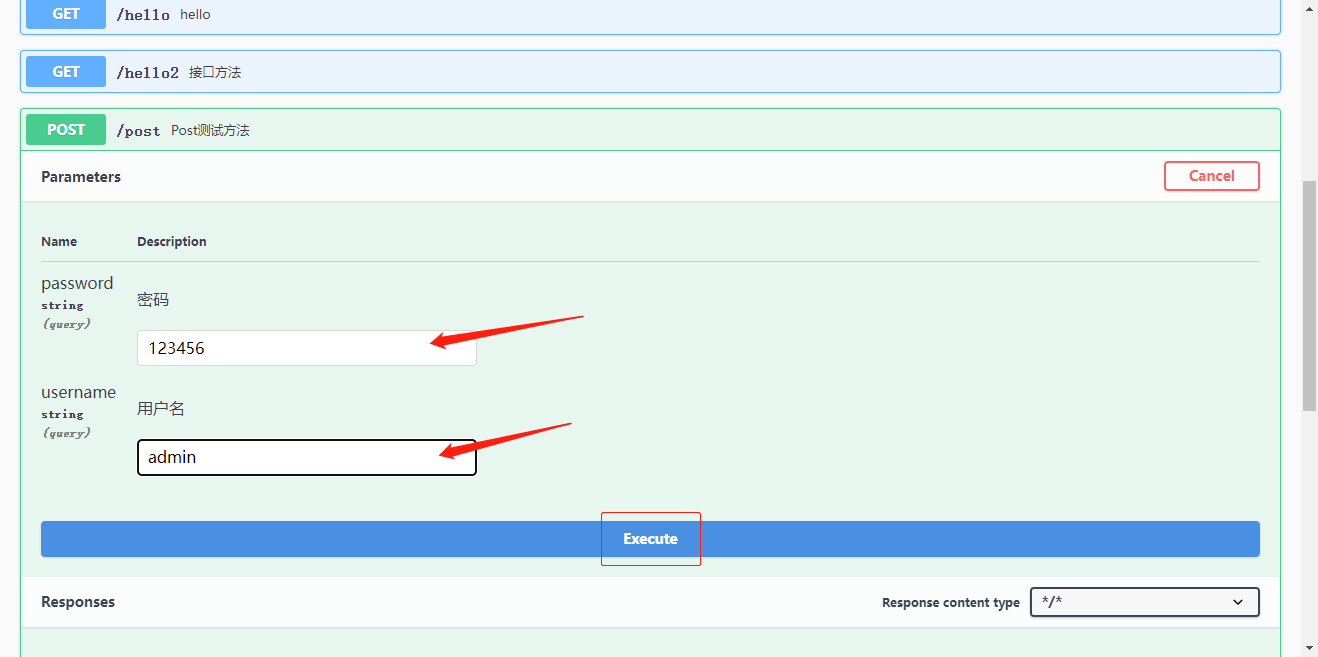 GET /hello hello
GET /hello2 接口方法
POST /post Post测试方法
Parameters Cancel
Name Description
password
string
(query)
密码
123456
username
string
(query)
用户名
admin
Execute
Responses Response content type */*